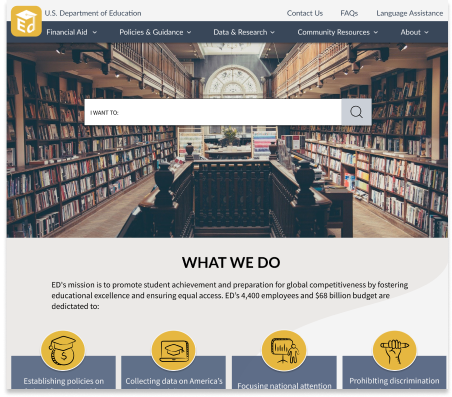 U.S. Department of Education
Contact Us FAQs Language Assistance
ED
Financial Aid Policies & Guidance Data & Research Community Resources About
I WANT TO:
WHAT WE DO
ED's mission is to promote student achievement and preparation for global competitiveness by fostering
educational excellence and ensuring equal access. ED's 4,400 employees and $68 billion budget are
dedictated to:
$
Establishing policies on
Collecting data on America's
Focusing national attention
Prohibiting discrimination